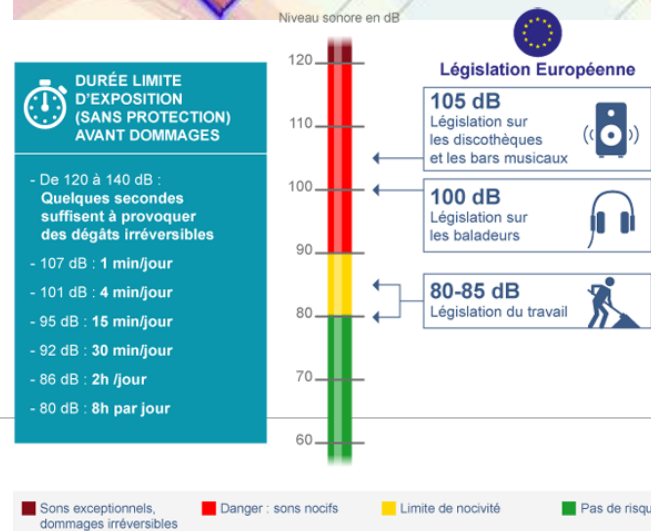 Niveau sonore en dB
DURÉE LIMITE
D'EXPOSITION
(SANS PROTECTION)
AVANT DOMMAGES
- De 120 à 140 dB :
Quelques secondes
suffisent à provoquer
des dégâts irréversibles
- 107 dB : 1 min/jour
- 101 dB : 4 min/jour
- 95 dB : 15 min/jour
- 92 dB : 30 min/jour
- 86 dB : 2h /jour
- 80 dB : 8h par jour
120
110
100
90
80
70
60
Législation Européenne
105 dB
Législation sur
les discothèques
et les bars musicaux
100 dB
Législation sur
les baladeurs
80-85 dB
Législation du travail
Sons exceptionnels,
dommages irréversibles
Danger : sons nocifs
Limite de nocivité
Pas de risqu